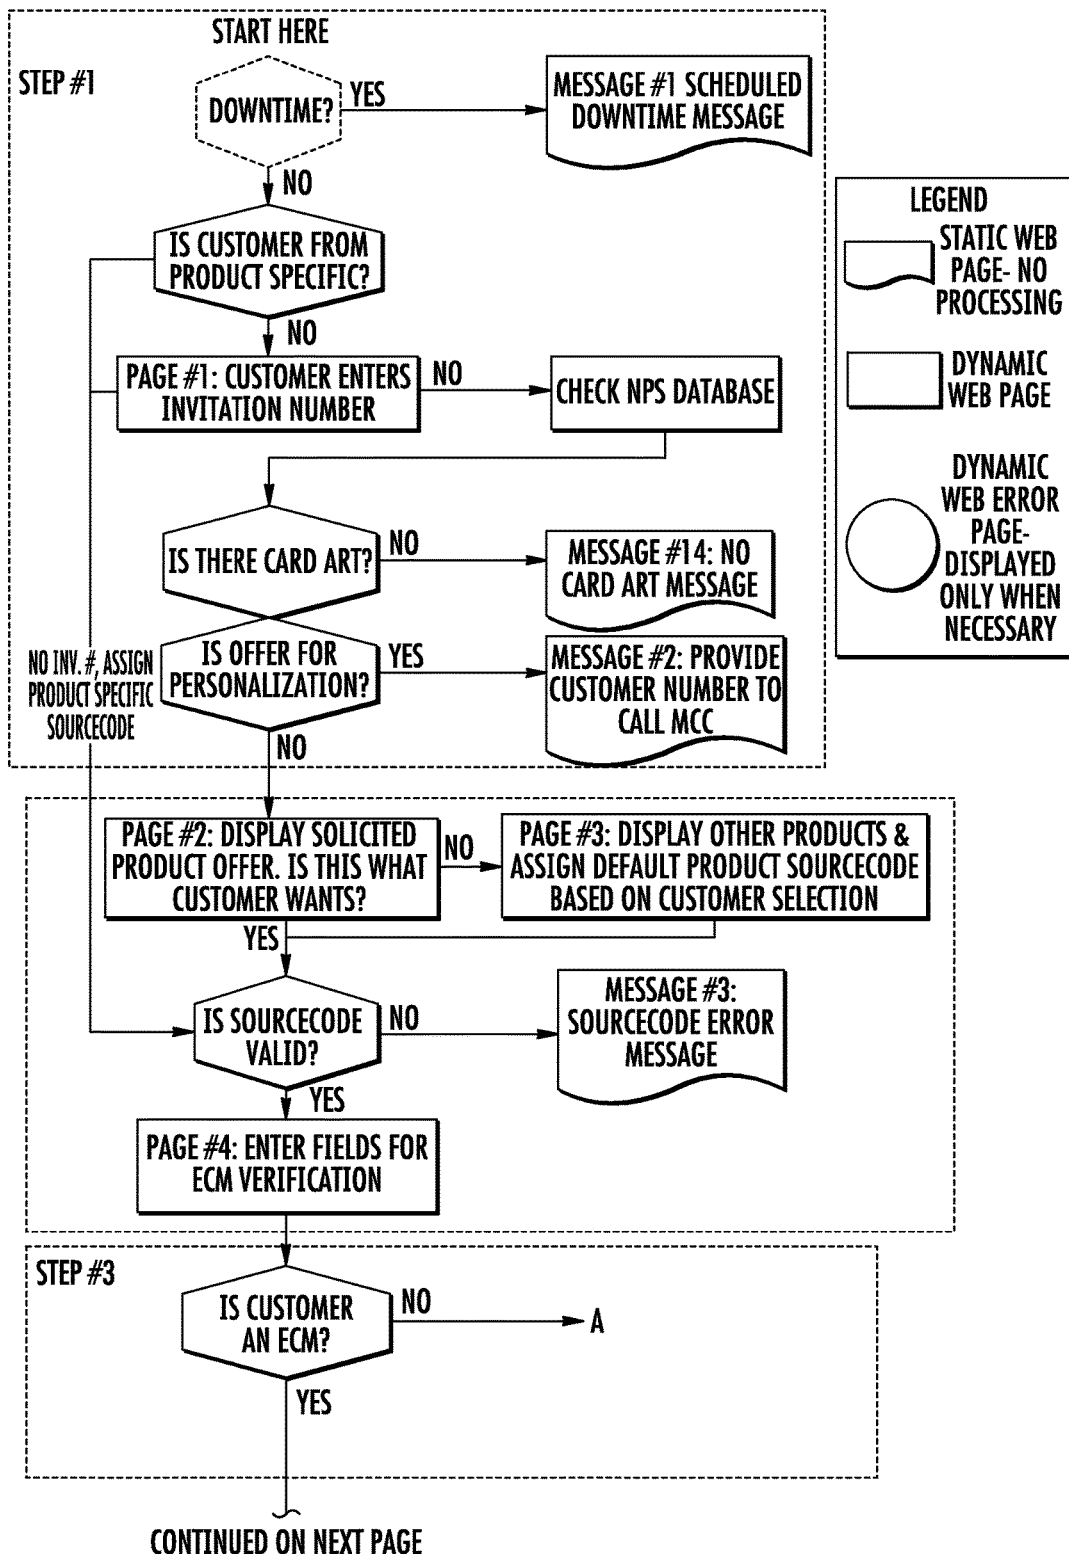 START HERE
STEP #1
DOWNTIME?
YES
MESSAGE #1 SCHEDULED
DOWNTIME MESSAGE
NO
IS CUSTOMER FROM
PRODUCT SPECIFIC?
NO
PAGE #1: CUSTOMER ENTERS
INVITATION NUMBER
NO
CHECK NPS DATABASE
IS THERE CARD ART?
NO
MESSAGE #14: NO
CARD ART MESSAGE
IS OFFER FOR
PERSONALIZATION?
YES
MESSAGE #2: PROVIDE
CUSTOMER NUMBER TO
CALL MCC
NO INV. #, ASSIGN
PRODUCT SPECIFIC
SOURCECODE
NO
LEGEND
STATIC WEB
PAGE- NO
PROCESSING
DYNAMIC
WEB PAGE
DYNAMIC
WEB ERROR
PAGE-
DISPLAYED
ONLY WHEN
NECESSARY
PAGE #2: DISPLAY SOLICITED
PRODUCT OFFER. IS THIS WHAT
CUSTOMER WANTS?
NO
PAGE #3: DISPLAY OTHER PRODUCTS &
ASSIGN DEFAULT PRODUCT SOURCECODE
BASED ON CUSTOMER SELECTION
YES
IS SOURCECODE
VALID?
NO
MESSAGE #3:
SOURCECODE ERROR
MESSAGE
YES
PAGE #4: ENTER FIELDS FOR
ECM VERIFICATION
STEP #3
IS CUSTOMER
AN ECM?
NO
A
YES
CONTINUED ON NEXT PAGE